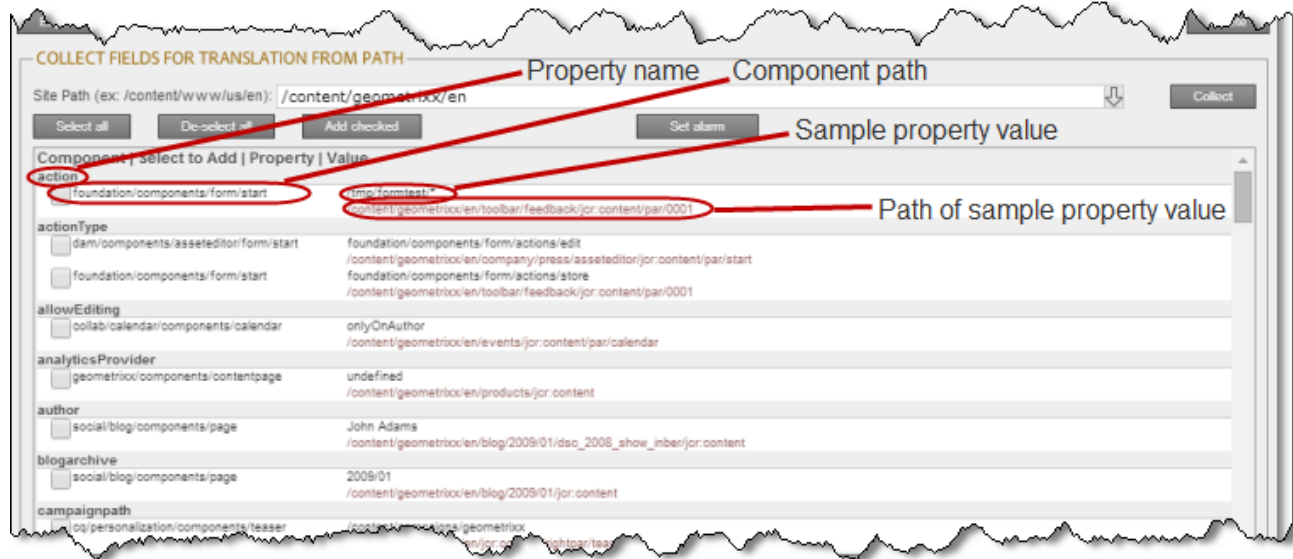 COLLECT FIELDS FOR TRANSLATION FROM PATH
Property name
Component path
Site Path (ex: /content/www/us/en): /content/geometrixx/en
Collect
Select all De-select all Add checked Set alarm
Sample property value
Component | Select to Add | Property | Value
action
foundation/components/form/start /tmp/formtest/*
/content/geometrixx/en/toolbar/feedback/jcr:content/par/0001
Path of sample property value
actionType
dam/components/asseteditor/form/start foundation/components/form/actions/edit
/content/geometrixx/en/company/press/asseteditor/jcr:content/par/start
foundation/components/form/start foundation/components/form/actions/store
/content/geometrixx/en/toolbar/feedback/jcr:content/par/0001
allowEditing
collab/calendar/components/calendar onlyOnAuthor
/content/geometrixx/en/events/jcr:content/par/calendar
analyticsProvider
geometrixx/components/contentpage undefined
/content/geometrixx/en/products/jcr:content
author
social/blog/components/page John Adams
/content/geometrixx/en/blog/2009/01/dsc_2008_show_inber/jcr:content
blogarchive
social/blog/components/page 2009/01
/content/geometrixx/en/blog/2009/01/jcr:content
campaignpath
cq/personalization/components/teaser